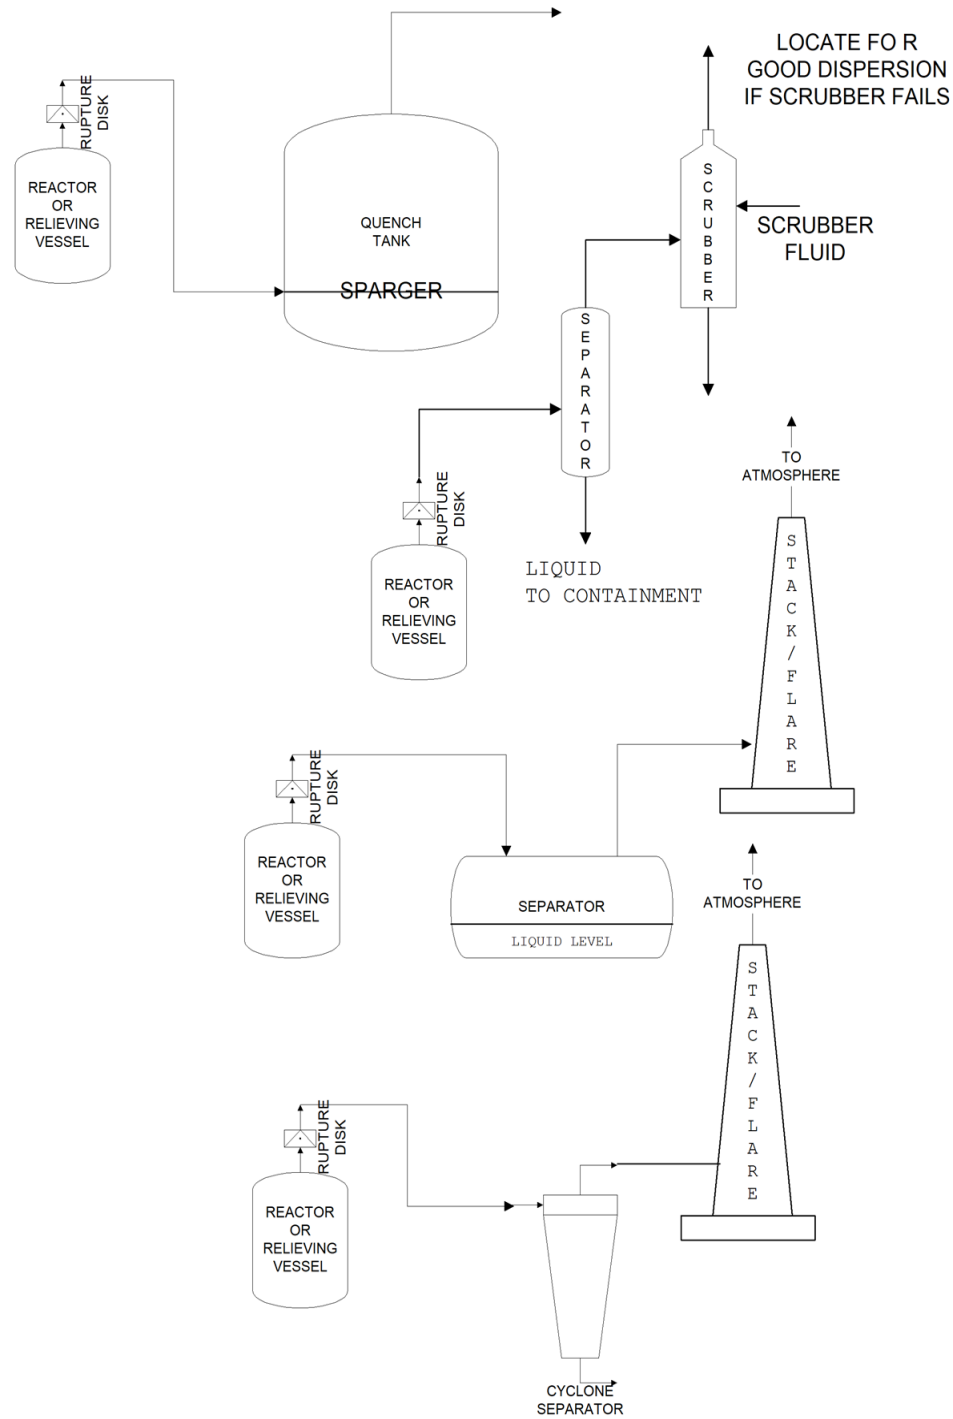 LOCATE FO R
GOOD DISPERSION
IF SCRUBBER FAILS
RUPTURE
DISK
REACTOR
OR
RELIEVING
VESSEL
QUENCH
TANK
SPARGER
SCRUBBER
SCRUBBER
FLUID
SEPARATOR
RUPTURE
DISK
REACTOR
OR
RELIEVING
VESSEL
LIQUID
TO CONTAINMENT
TO
ATMOSPHERE
STACK/FLARE
RUPTURE
DISK
REACTOR
OR
RELIEVING
VESSEL
SEPARATOR
LIQUID LEVEL
TO
ATMOSPHERE
STACK/FLARE
RUPTURE
DISK
REACTOR
OR
RELIEVING
VESSEL
CYCLONE
SEPARATOR